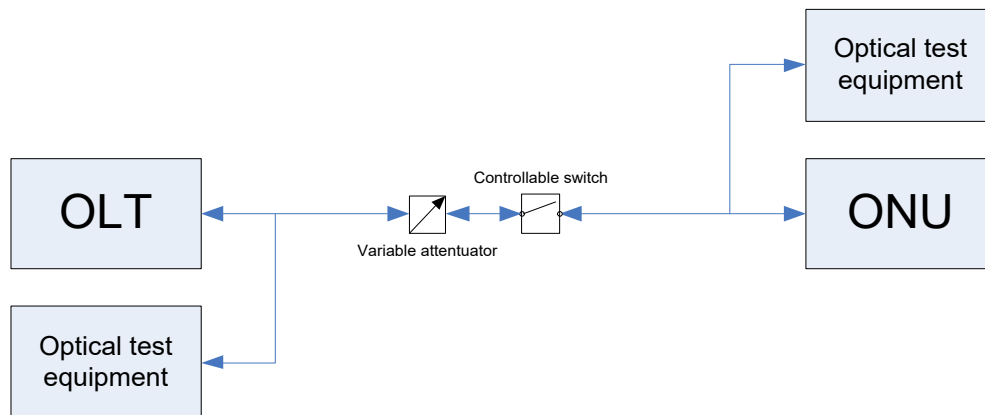 Optical test
equipment
Controllable switch
OLT
ONU
Variable attentuator
Optical test
equipment